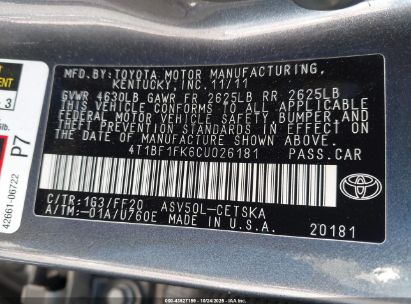 MFD.BY:TOYOTA MOTOR MANUFACTURING,
KENTUCKY, INC. 11/11
GVWR 4630LB GAWR FR 2625LB RR 2625LB
THIS VEHICLE CONFORMS TO ALL APPLICABLE
FEDERAL MOTOR VEHICLE SAFETY, BUMPER, AND
THEFT PREVENTION STANDARDS IN EFFECT ON
THE DATE OF MANUFACTURE SHOWN ABOVE.
4T1BF1FK6CU026181 PASS.CAR
C/TR:1G3/FF20 ASV50L-CETSKA
A/TM:-01A/U760E MADE IN U.S.A.
20181
TOYOTA
P7
42661-06722
3